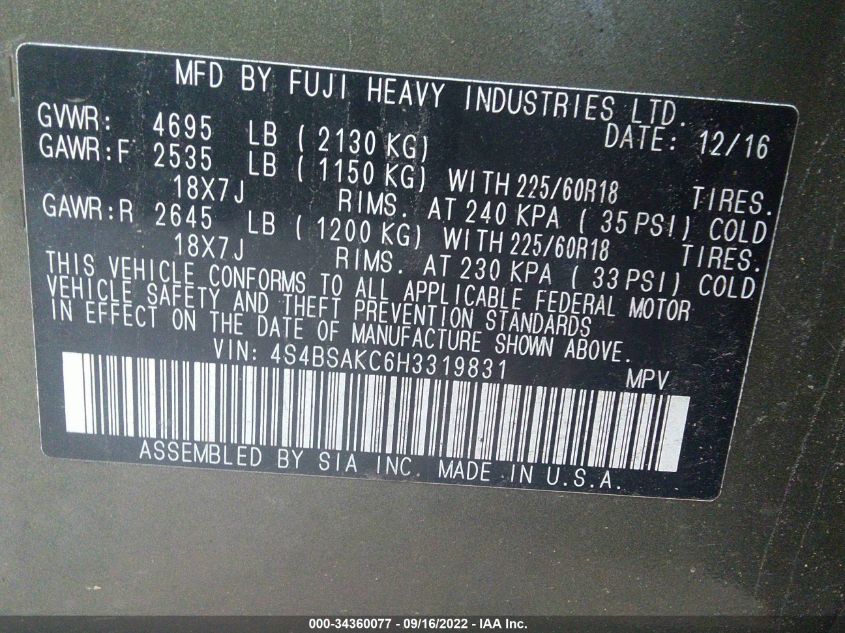 MFD BY FUJI HEAVY INDUSTRIES LTD.
DATE: 12/16
GVWR: 4695 LB ( 2130 KG)
GAWR:F 2535 LB ( 1150 KG) WITH 225/60R18 TIRES.
18X7J RIMS. AT 240 KPA ( 35 PSI) COLD
GAWR:R 2645 LB ( 1200 KG) WITH 225/60R18 TIRES.
18X7J RIMS. AT 230 KPA ( 33 PSI) COLD
THIS VEHICLE CONFORMS TO ALL APPLICABLE FEDERAL MOTOR
VEHICLE SAFETY AND THEFT PREVENTION STANDARDS
IN EFFECT ON THE DATE OF MANUFACTURE SHOWN ABOVE.
VIN: 4S4BSAKC6H3319831 MPV
ASSEMBLED BY SIA INC. MADE IN U.S.A.
000-34360077 - 09/16/2022 - IAA Inc.